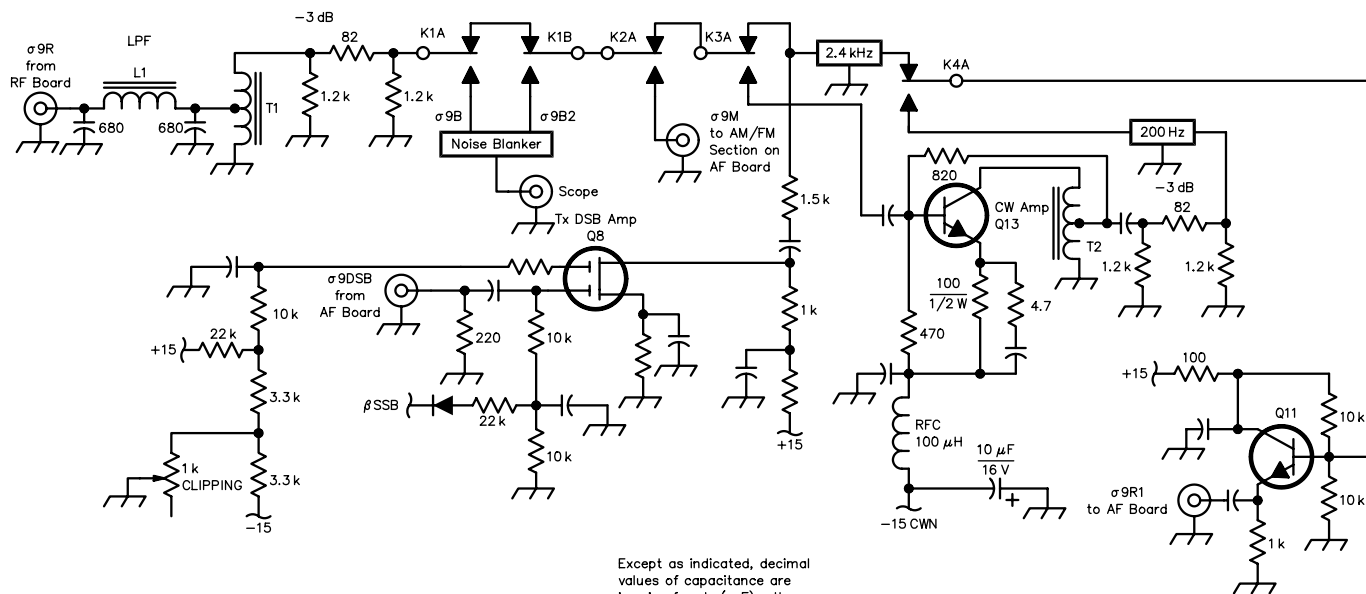 σ9R
from
RF Board
LPF
L1
680
680
T1
−3 dB
82
1.2 k
1.2 k
K1A
K1B
K2A
K3A
σ9B
σ9B2
Noise Blanker
Scope
σ9M
to AM/FM
Section on
AF Board
2.4 kHz
K4A
200 Hz
820
CW Amp
Q13
T2
−3 dB
82
1.2 k
1.2 k
1.5 k
Tx DSB Amp
Q8
σ9DSB
from
AF Board
10 k
22 k
+15
3.3 k
1 k
CLIPPING
3.3 k
−15
220
10 k
βSSB
22 k
10 k
1 k
+15
100
1/2 W
4.7
470
RFC
100 μH
10 μF
16 V
+
−15 CWN
+15
100
Q11
10 k
10 k
σ9R1
to AF Board
1 k
Except as indicated, decimal
values of capacitance are